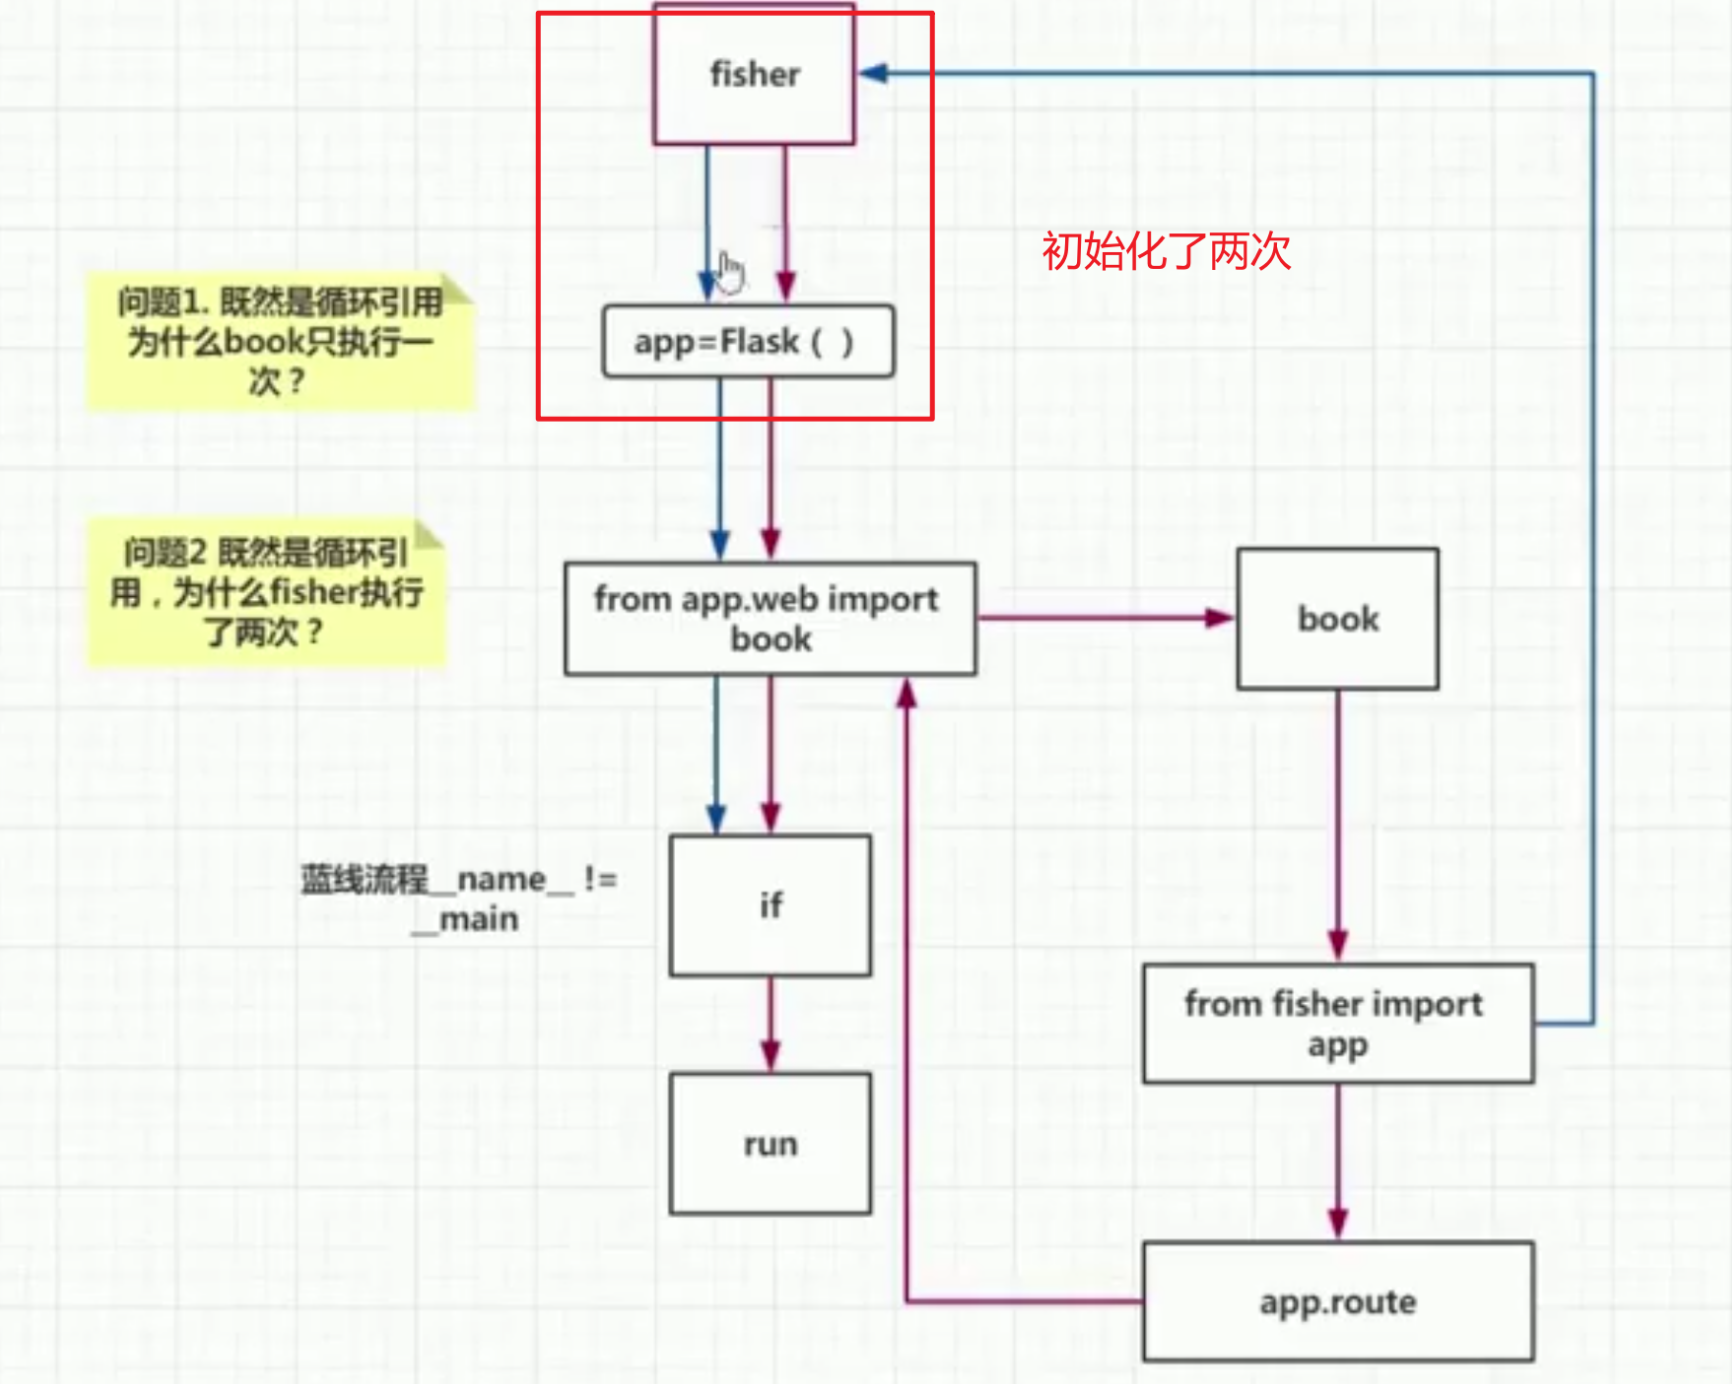 fisher
初始化了两次
问题1. 既然是循环引用
为什么book只执行一
次？
app=Flask（ ）
问题2 既然是循环引
用，为什么fisher执行
了两次？
from app.web import
book
book
蓝线流程__name__ !=
__main
if
from fisher import
app
run
app.route